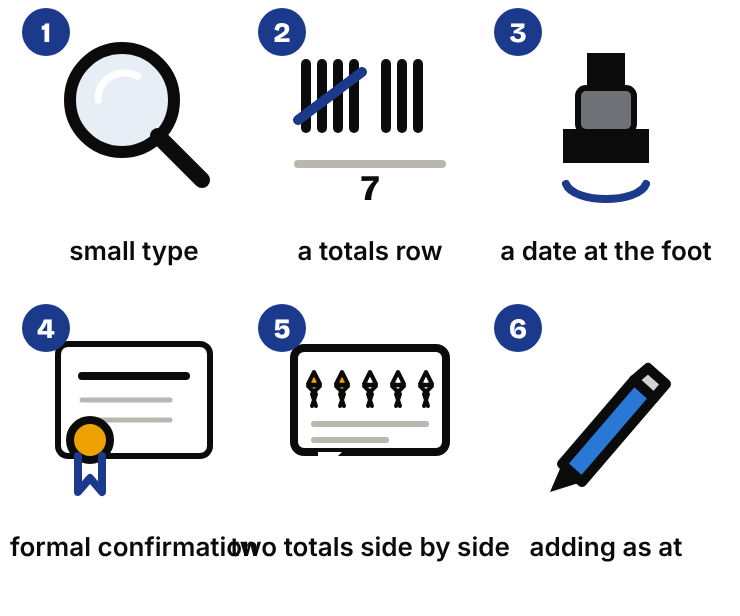 1
2
3
7
small type
a totals row
a date at the foot
4
5
6
formal confirmation
two totals side by side
adding as at